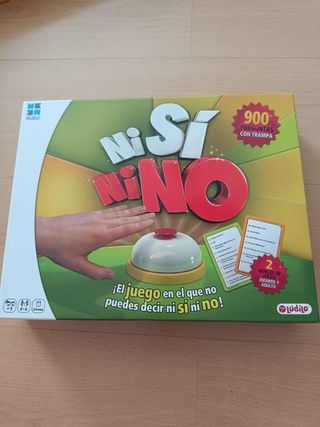 Ni SÍ
Ni NO
900
PREGUNTAS
CON TRAMPA
2
NIVELES DE
JUEGO
INFANTIL Y
ADULTO
¡El juego en el que no
puedes decir ni sí ni no!
Lúdilo